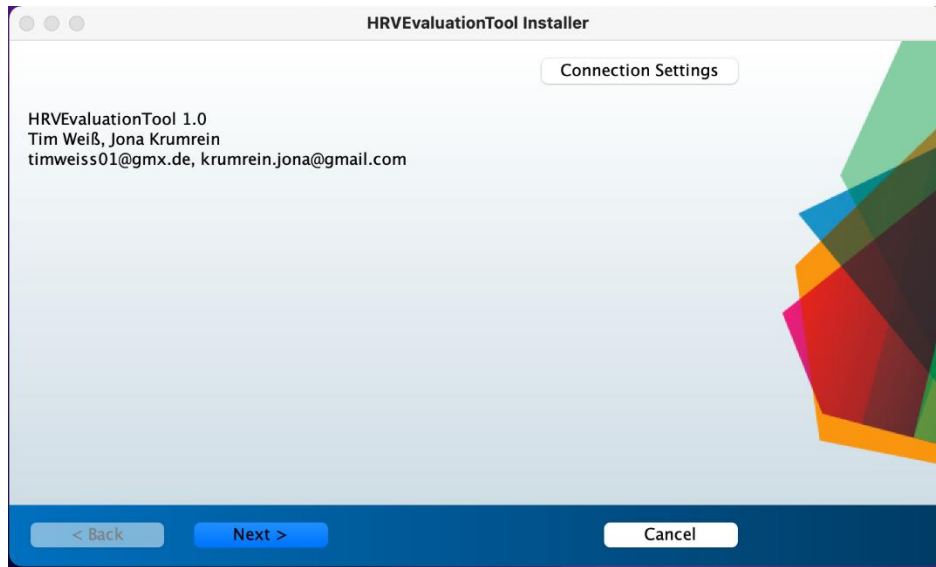 HRVEvaluationTool Installer
Connection Settings
HRVEvaluationTool 1.0
Tim Weiß, Jona Krumrein
timweiss01@gmx.de, krumrein.jona@gmail.com
< Back
Next >
Cancel